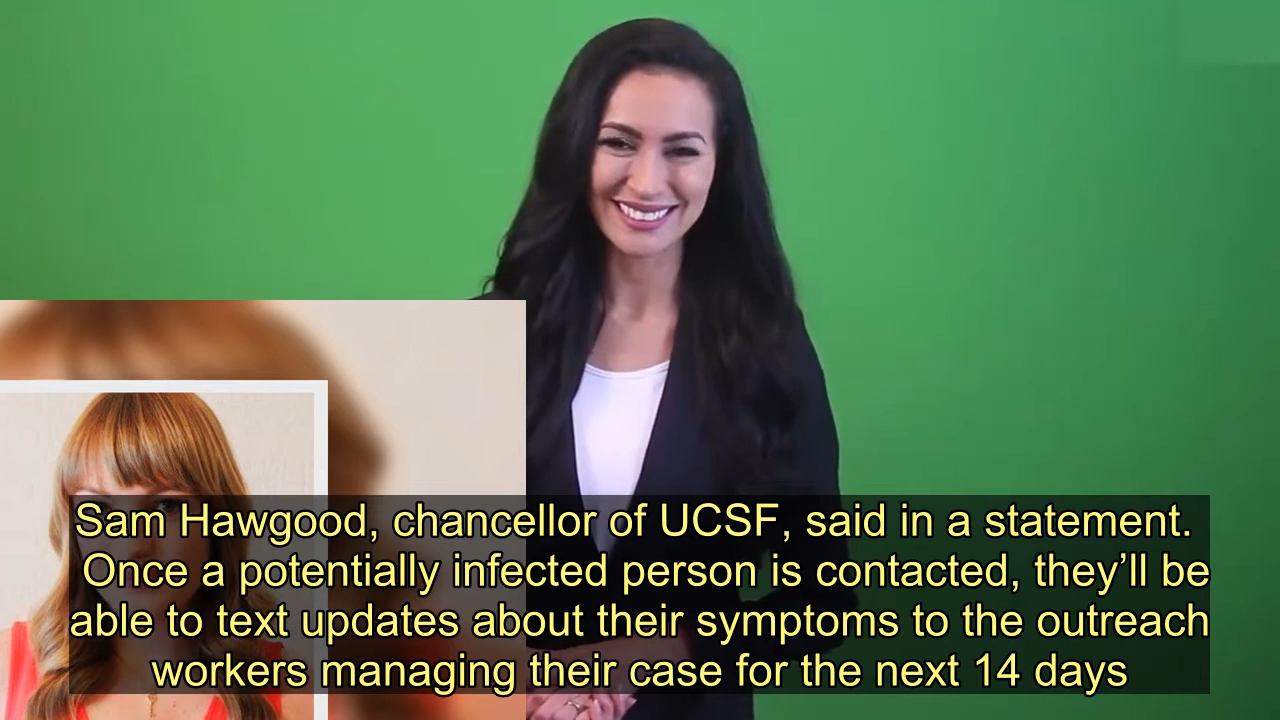 Sam Hawgood, chancellor of UCSF, said in a statement.
Once a potentially infected person is contacted, they’ll be
able to text updates about their symptoms to the outreach
workers managing their case for the next 14 days